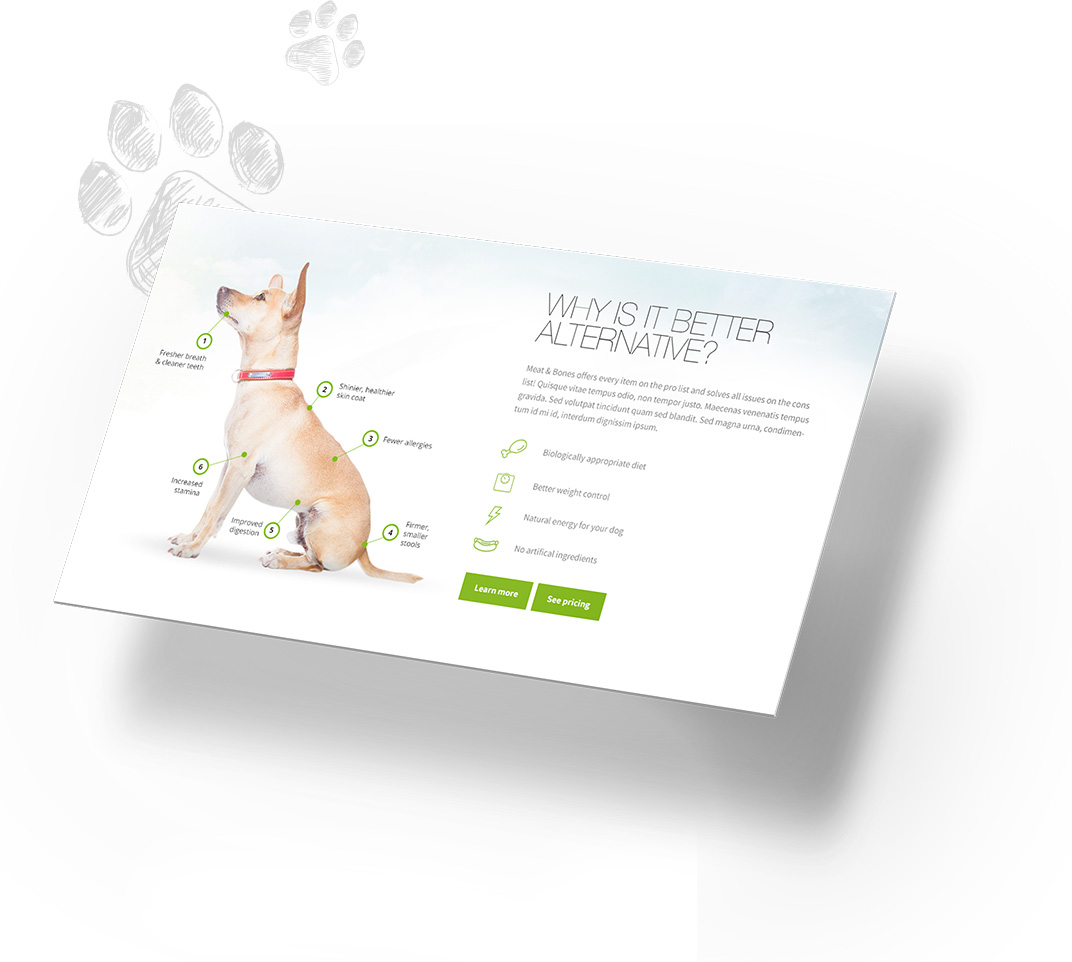 1
Fresher breath
& cleaner teeth
2
Shinier, healthier
skin coat
3
Fewer allergies
6
Increased
stamina
Improved
digestion
5
4
Firmer,
smaller
stools
WHY IS IT BETTER
ALTERNATIVE?
Meat & Bones offers every item on the pro list and solves all issues on the cons
list! Quisque vitae tempus odio, non tempor justo. Maecenas venenatis tempus
gravida. Sed volutpat tincidunt quam sed blandit. Sed magna urna, condimen-
tum id mi id, interdum dignissim ipsum.
Biologically appropriate diet
Better weight control
Natural energy for your dog
No artifical ingredients
Learn more
See pricing